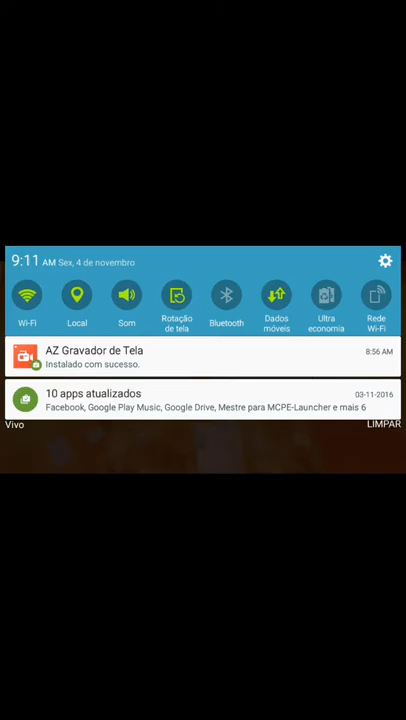 9:11 AM Sex, 4 de novembro
Wi-Fi
Local
Som
Rotação
de tela
Bluetooth
Dados
móveis
Ultra
economia
Rede
Wi-Fi
AZ Gravador de Tela
8:56 AM
Instalado com sucesso.
10 apps atualizados
03-11-2016
Facebook, Google Play Music, Google Drive, Mestre para MCPE-Launcher e mais 6
Vivo
LIMPAR